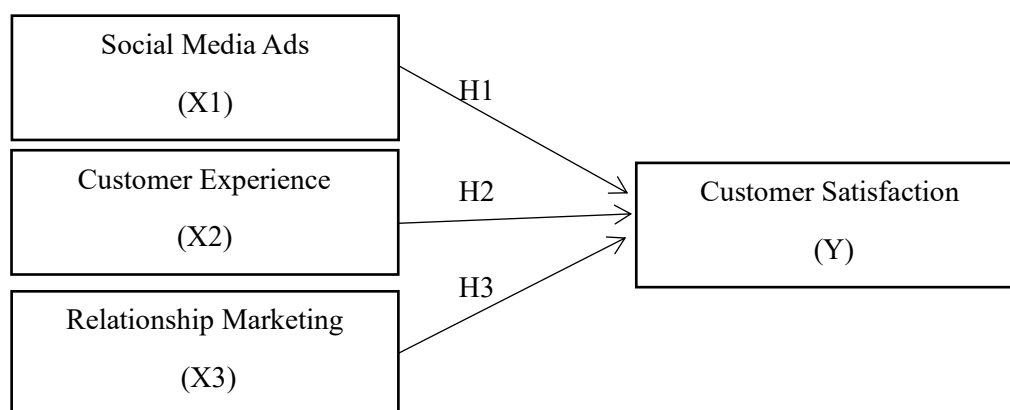 Social Media Ads
(X1)
H1
Customer Experience
(X2)
H2
Customer Satisfaction
(Y)
H3
Relationship Marketing
(X3)